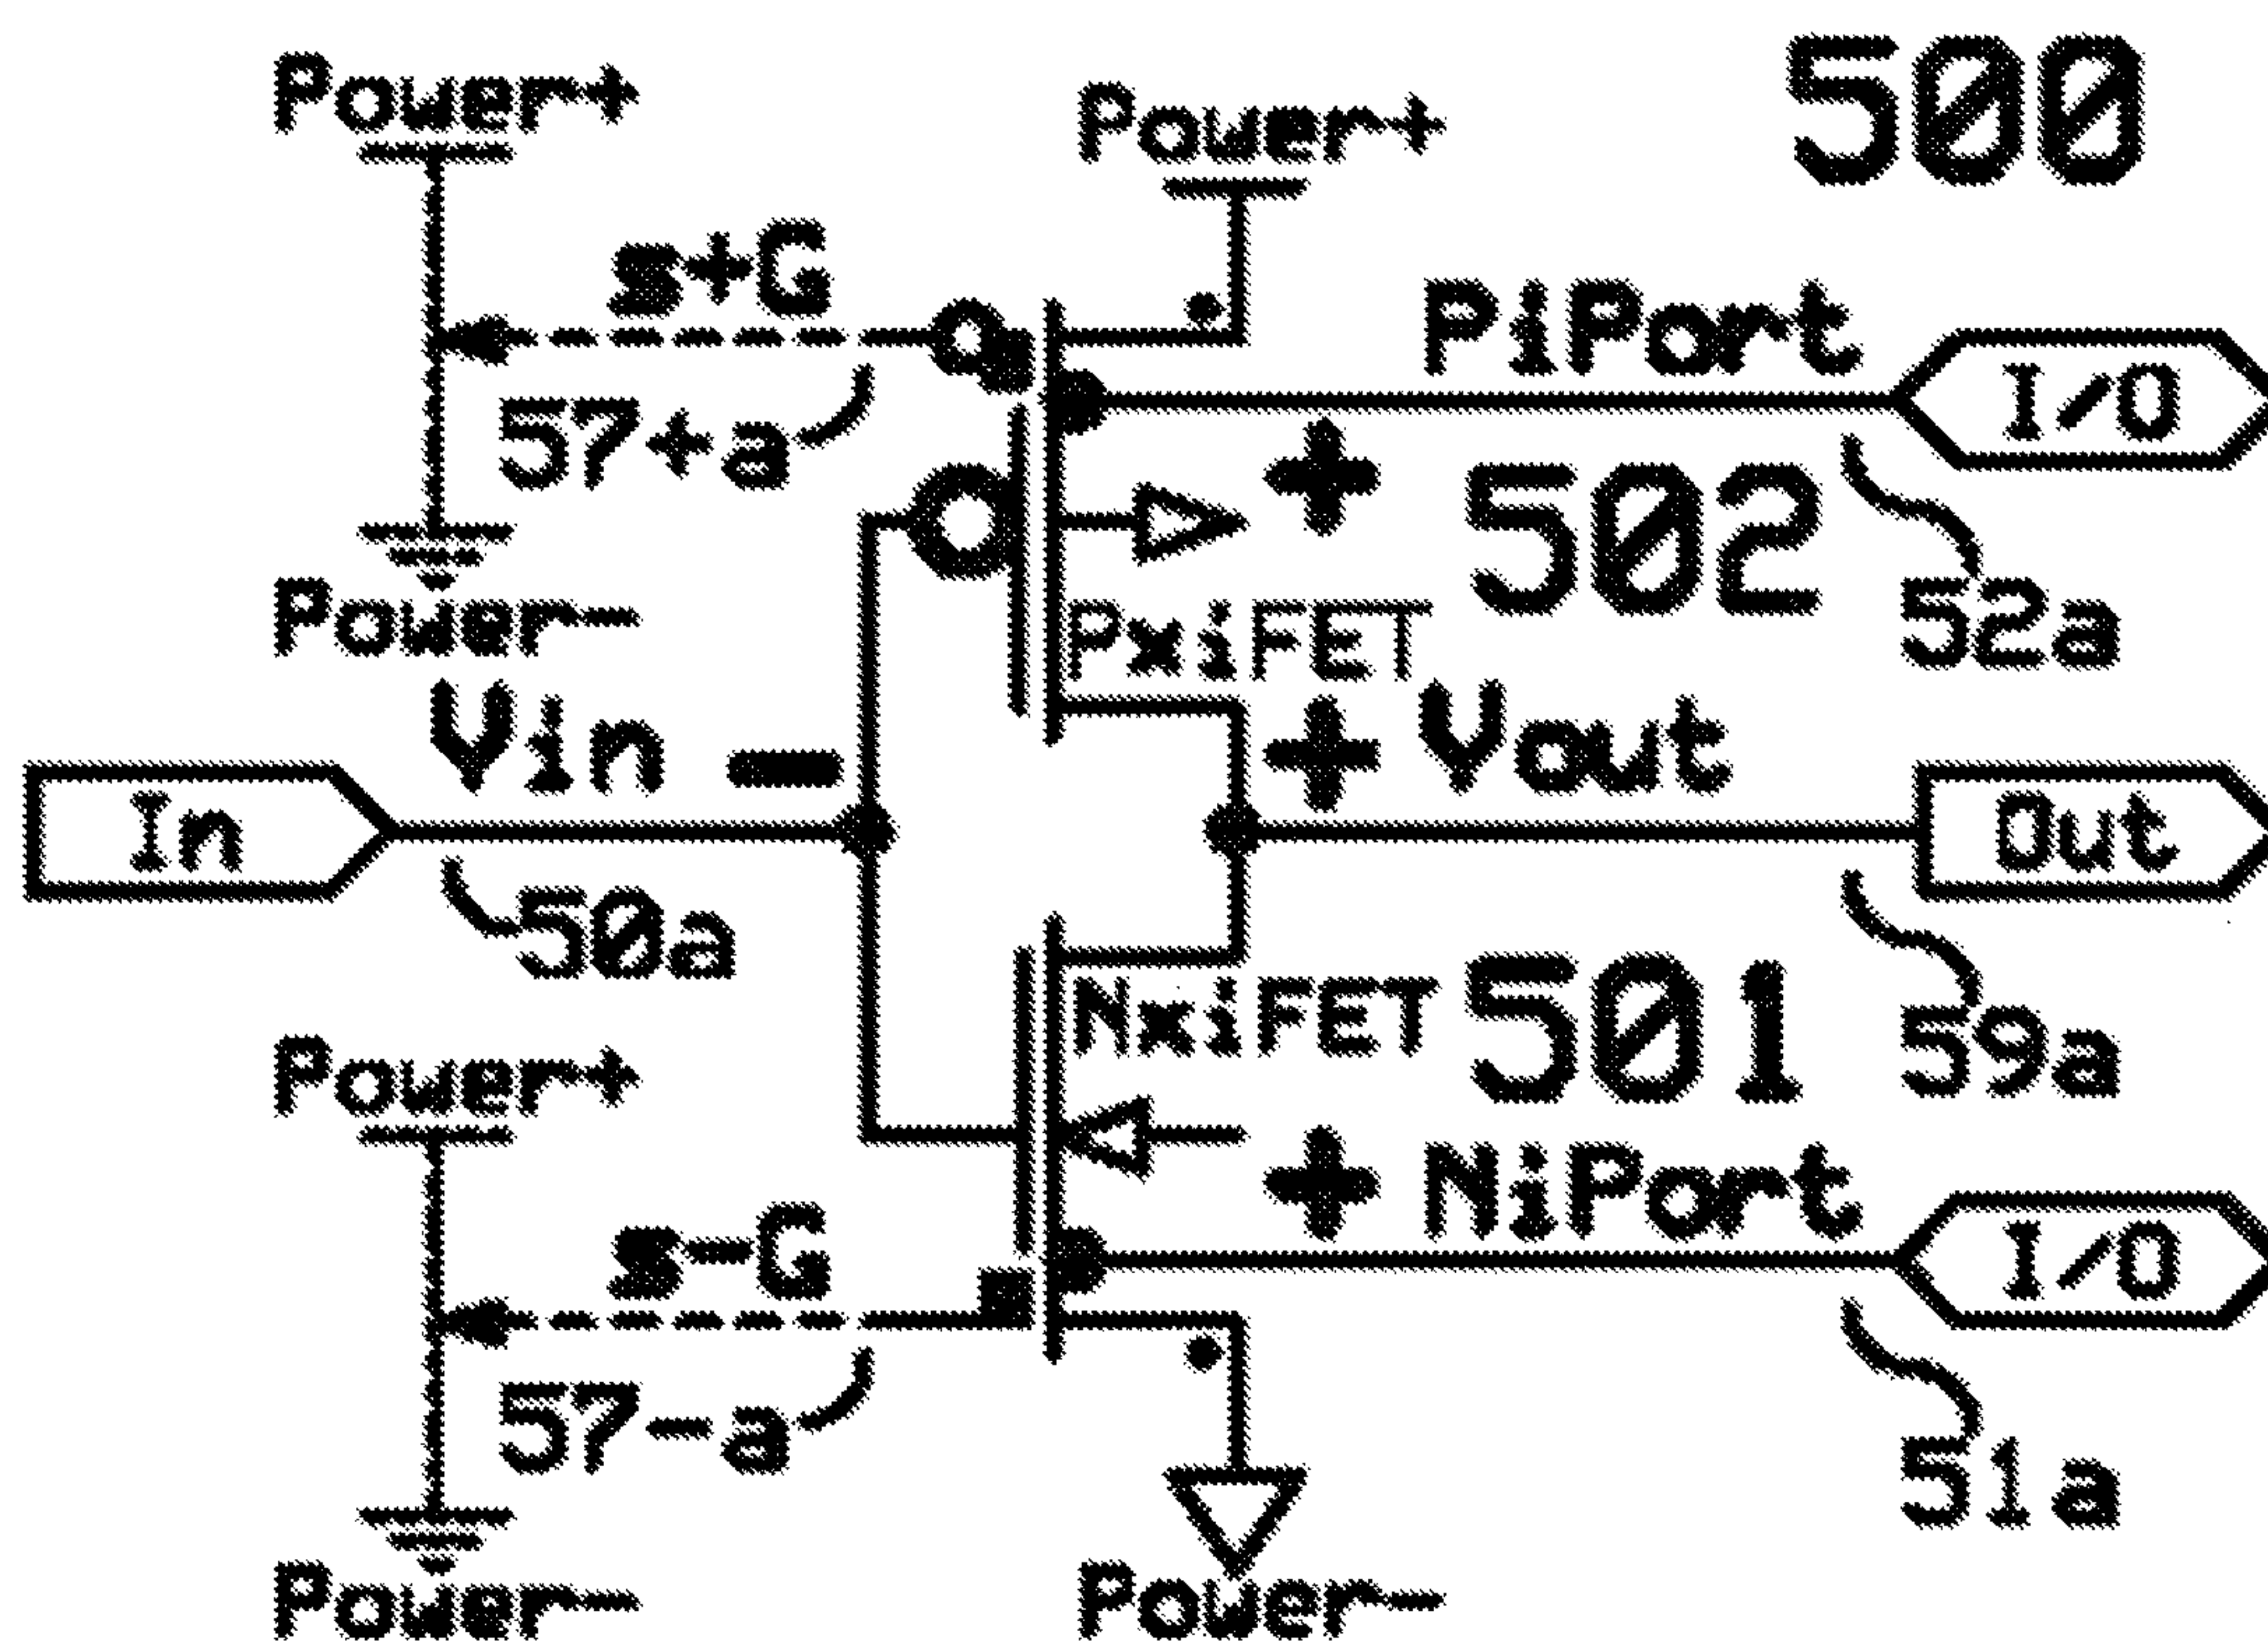 Power+
Power+
500
s+G
PiPort
I/O
57+a
+
502
52a
Power-
PxiFET
Vin -
+ Vout
In
Out
50a
NxiFET
501
59a
Power+
+ NiPort
s-G
I/O
57-a
51a
Power-
Power-